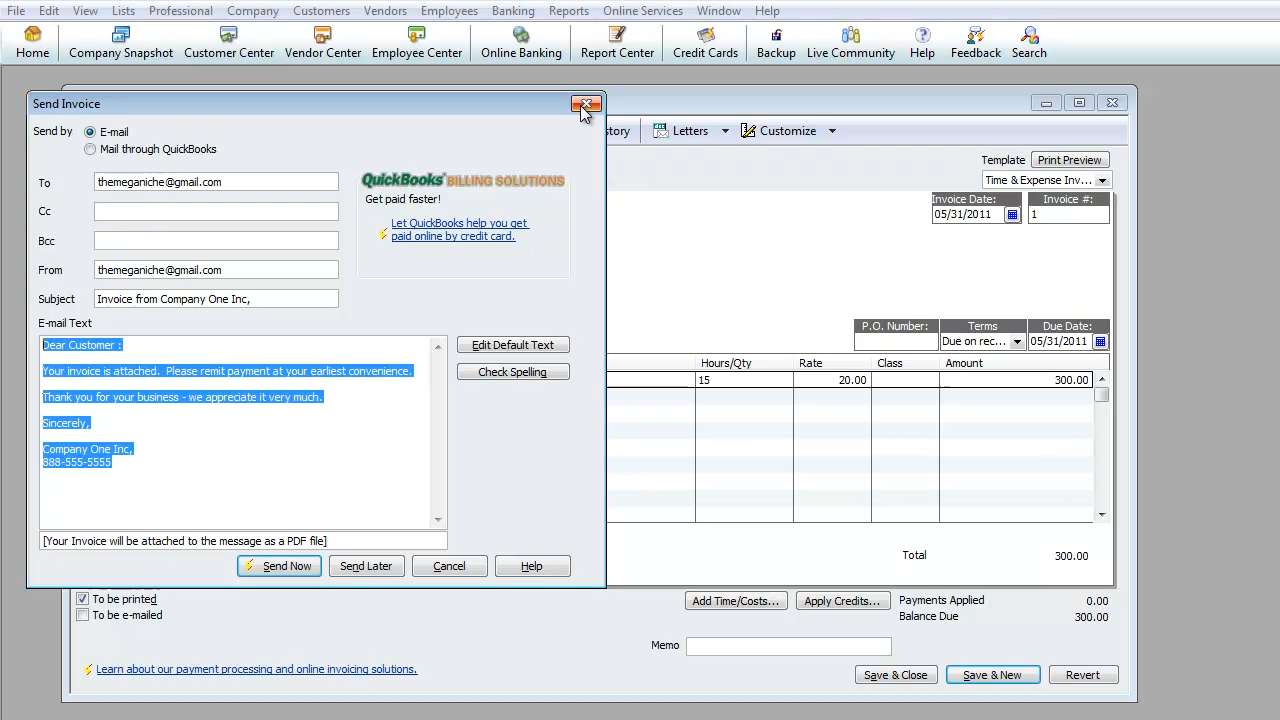 File Edit View Lists Professional Company Customers Vendors Employees Banking Reports Online Services Window Help
Home Company Snapshot Customer Center Vendor Center Employee Center Online Banking Report Center Credit Cards Backup Live Community Help Feedback Search
Send Invoice
Send by E-mail
Mail through QuickBooks
To themeganiche@gmail.com
Cc
Bcc
From themeganiche@gmail.com
Subject Invoice from Company One Inc,
QuickBooks BILLING SOLUTIONS
Get paid faster!
Let QuickBooks help you get
paid online by credit card.
E-mail Text
Dear Customer :
Your invoice is attached. Please remit payment at your earliest convenience.
Thank you for your business - we appreciate it very much.
Sincerely,
Company One Inc,
888-555-5555
Edit Default Text
Check Spelling
[Your Invoice will be attached to the message as a PDF file]
Send Now Send Later Cancel Help
Letters Customize
Template Print Preview
Time & Expense Inv...
Invoice Date: Invoice #:
05/31/2011 1
P.O. Number: Terms Due Date:
Due on rec... 05/31/2011
Hours/Qty Rate Class Amount
15 20.00 300.00
Total 300.00
To be printed
To be e-mailed
Add Time/Costs... Apply Credits... Payments Applied 0.00
Balance Due 300.00
Memo
Learn about our payment processing and online invoicing solutions.
Save & Close Save & New Revert